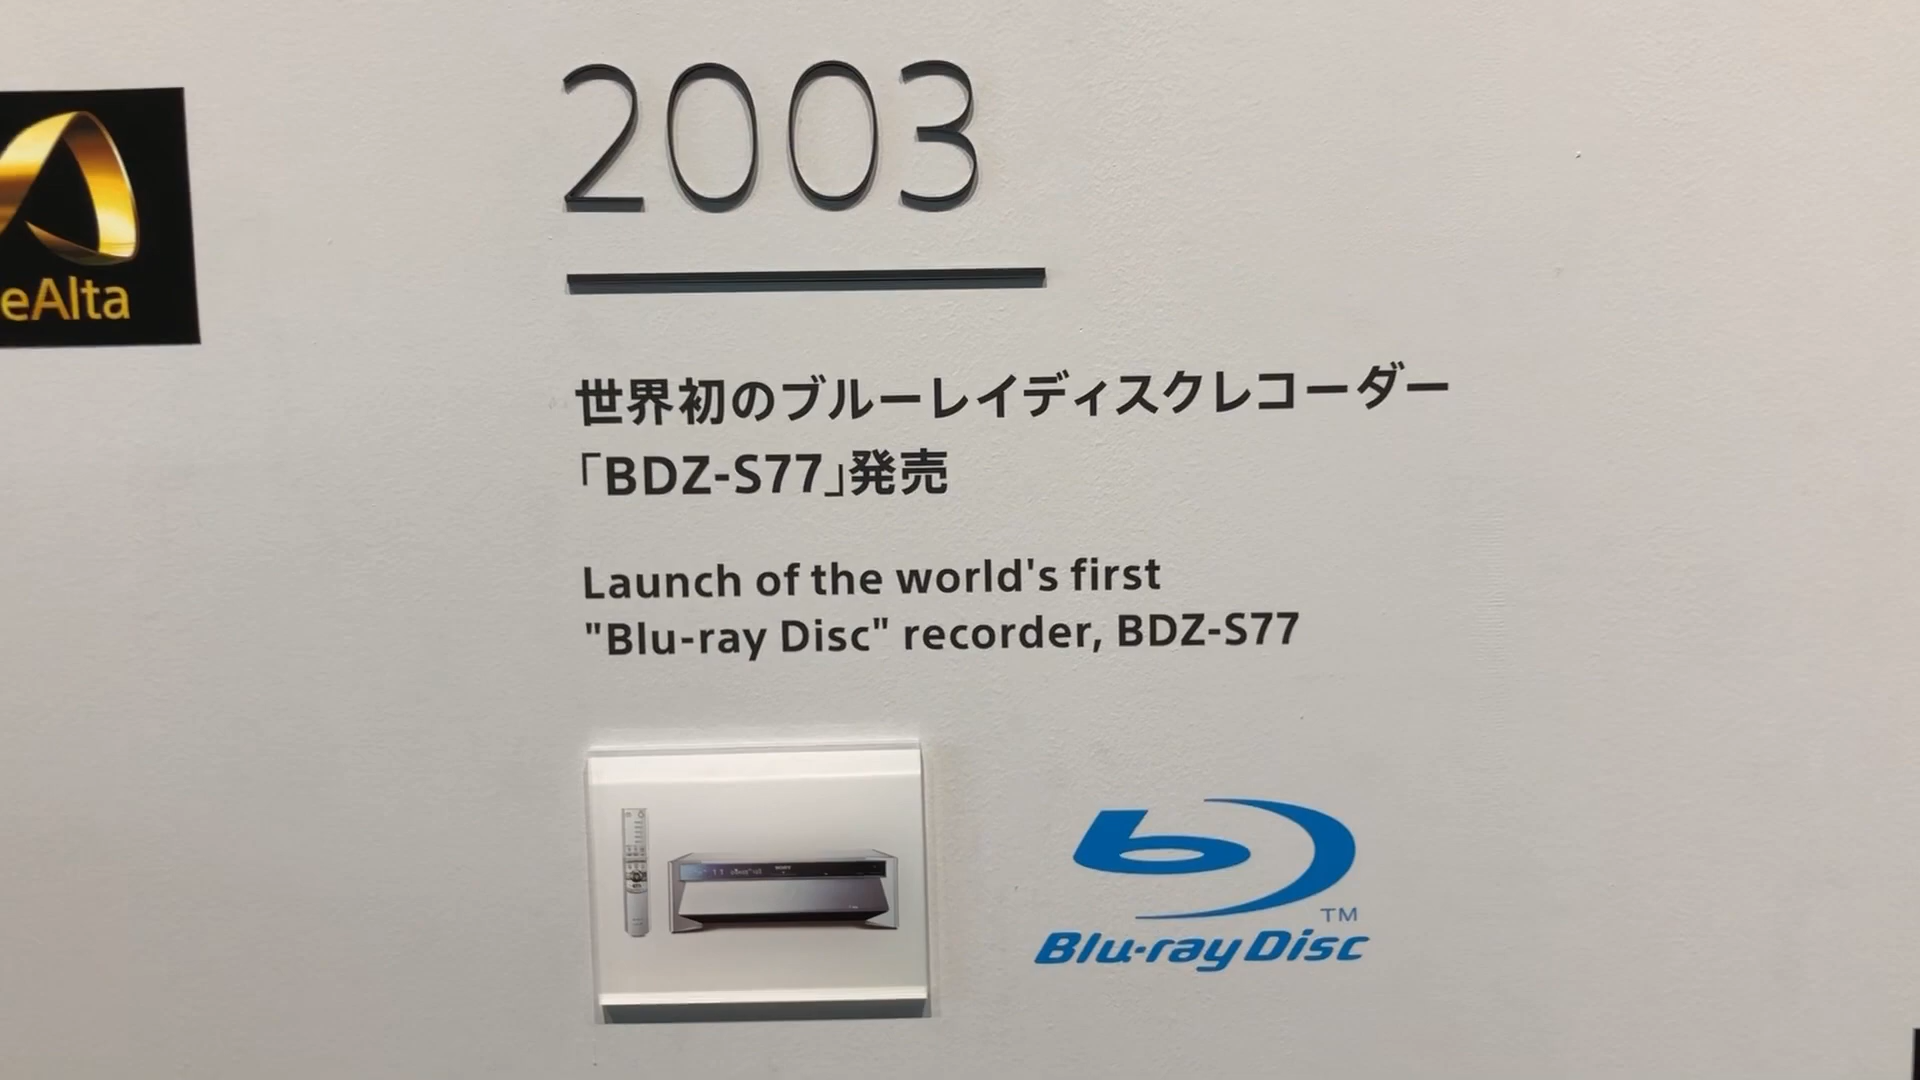 2003
eAlta
世界初のブルーレイディスクレコーダー
「BDZ-S77」発売
Launch of the world's first
"Blu-ray Disc" recorder, BDZ-S77
TM
Blu-ray Disc